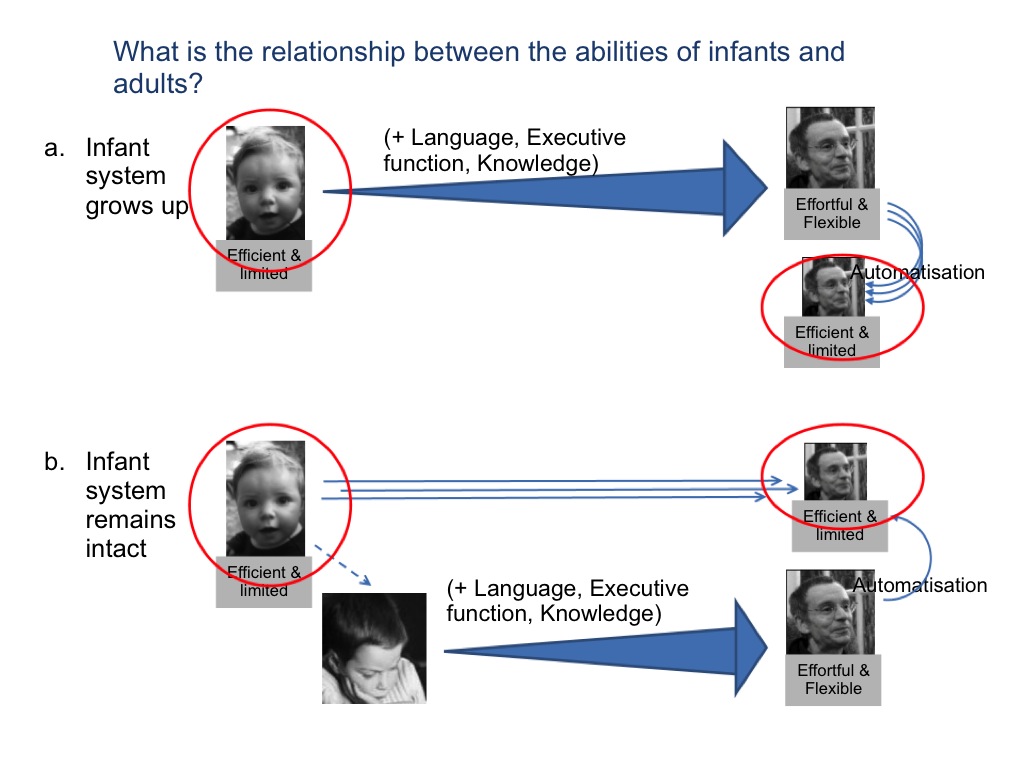 What is the relationship between the abilities of infants and
adults?
a. Infant
system
grows up
(+ Language, Executive
function, Knowledge)
Efficient &
limited
Effortful &
Flexible
Automatisation
Efficient &
limited
b. Infant
system
remains
intact
Efficient &
limited
Efficient &
limited
(+ Language, Executive
function, Knowledge)
Automatisation
Effortful &
Flexible